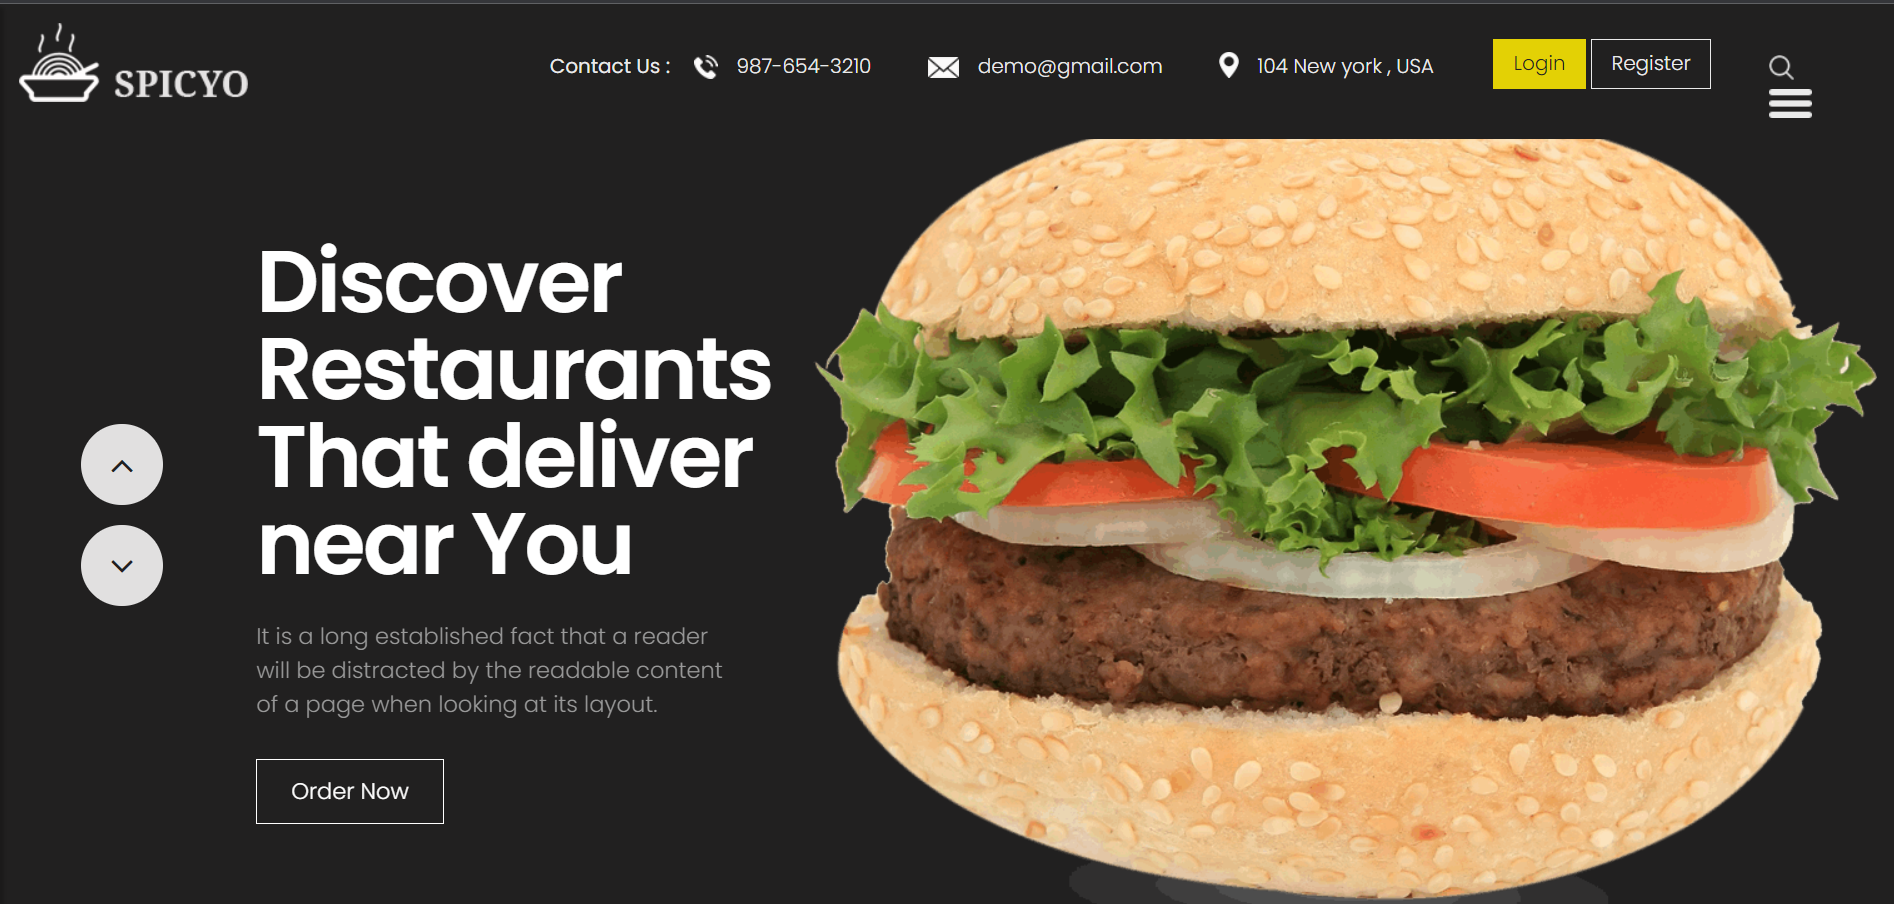 SPICYO
Contact Us : 987-654-3210 demo@gmail.com 104 New york , USA Login Register
Discover
Restaurants
That deliver
near You
It is a long established fact that a reader
will be distracted by the readable content
of a page when looking at its layout.
Order Now